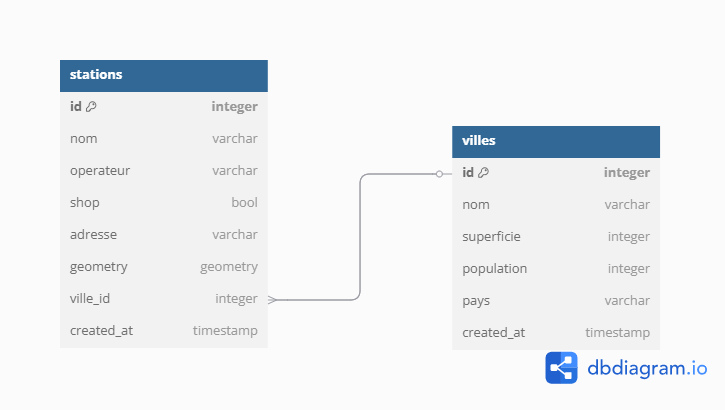 stations
id integer
nom varchar
operateur varchar
shop bool
adresse varchar
geometry geometry
ville_id integer
created_at timestamp
villes
id integer
nom varchar
superficie integer
population integer
pays varchar
created_at timestamp
dbdiagram.io